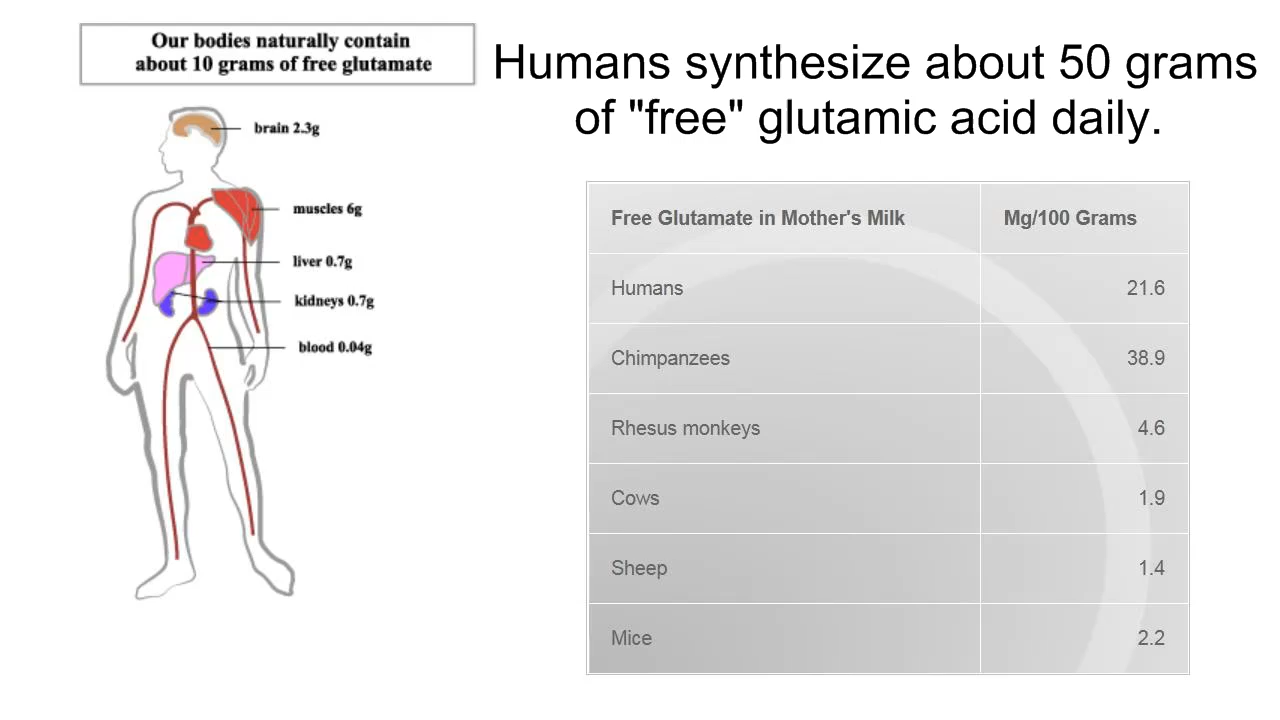 Our bodies naturally contain
about 10 grams of free glutamate
brain 2.3g
muscles 6g
liver 0.7g
kidneys 0.7g
blood 0.04g
Humans synthesize about 50 grams
of "free" glutamic acid daily.
Free Glutamate in Mother's Milk Mg/100 Grams
Humans 21.6
Chimpanzees 38.9
Rhesus monkeys 4.6
Cows 1.9
Sheep 1.4
Mice 2.2